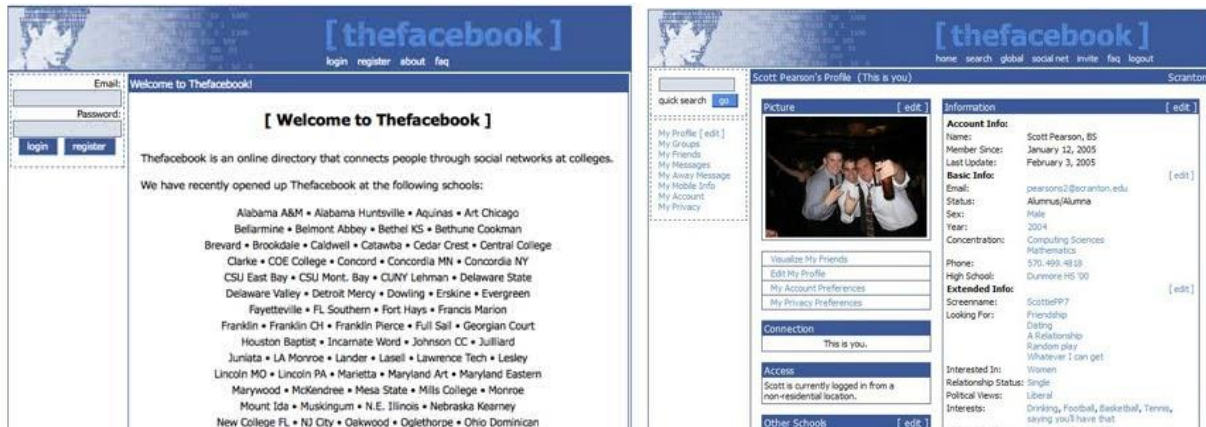 [ thefacebook ]
login register about faq
Email:
Password:
login register
Welcome to Thefacebook!
[ Welcome to Thefacebook ]
Thefacebook is an online directory that connects people through social networks at colleges.
We have recently opened up Thefacebook at the following schools:
Alabama A&M • Alabama Huntsville • Aquinas • Art Chicago
Bellarmine • Belmont Abbey • Bethel KS • Bethune Cookman
Brevard • Brookdale • Caldwell • Catawba • Cedar Crest • Central College
Clarke • COE College • Concord • Concordia MN • Concordia NY
CSU East Bay • CSU Mont. Bay • CUNY Lehman • Delaware State
Delaware Valley • Detroit Mercy • Dowling • Erskine • Evergreen
Fayetteville • FL Southern • Fort Hays • Francis Marion
Franklin • Franklin CH • Franklin Pierce • Full Sail • Georgian Court
Houston Baptist • Incarnate Word • Johnson CC • Juilliard
Juniata • LA Monroe • Lander • Lasell • Lawrence Tech • Lesley
Lincoln MO • Lincoln PA • Marietta • Maryland Art • Maryland Eastern
Marywood • McKendree • Mesa State • Mills College • Monroe
Mount Ida • Muskingum • N.E. Illinois • Nebraska Kearney
New College FL • NJ City • Oakwood • Oglethorpe • Ohio Dominican
[ thefacebook ]
home search global social net invite faq logout
quick search go
My Profile [ edit ]
My Groups
My Friends
My Messages
My Away Message
My Mobile Info
My Account
My Privacy
Scott Pearson's Profile (This is you) Scranton
Picture [ edit ]
Visualize My Friends
Edit My Profile
My Account Preferences
My Privacy Preferences
Connection
This is you.
Access
Scott is currently logged in from a
non-residential location.
Other Schools [ edit ]
Information [ edit ]
Account Info:
Name: Scott Pearson, BS
Member Since: January 12, 2005
Last Update: February 3, 2005
Basic Info: [ edit ]
Email: pearsons2@scranton.edu
Status: Alumnus/Alumna
Sex: Male
Year: 2004
Concentration: Computing Sciences
Mathematics
Phone: 570.499.4818
High School: Dunmore HS '00
Extended Info: [ edit ]
Screenname: ScottiePP7
Looking For: Friendship
Dating
A Relationship
Random play
Whatever I can get
Interested In: Women
Relationship Status: Single
Political Views: Liberal
Interests: Drinking, Football, Basketball, Tennis,
saying you'll have that